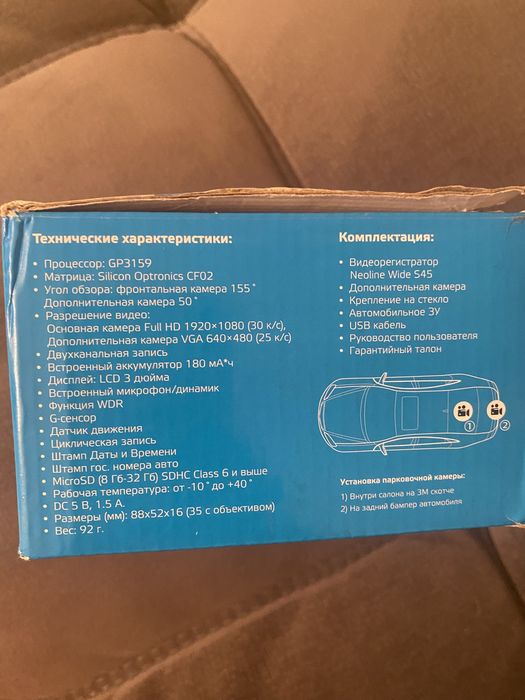 Технические характеристики:
• Процессор: GP3159
• Матрица: Silicon Optronics CF02
• Угол обзора: фронтальная камера 155°
Дополнительная камера 50°
• Разрешение видео:
Основная камера Full HD 1920×1080 (30 к/с),
Дополнительная камера VGA 640×480 (25 к/с)
• Двухканальная запись
• Встроенный аккумулятор 180 мА*ч
• Дисплей: LCD 3 дюйма
• Встроенный микрофон/динамик
• Функция WDR
• G-сенсор
• Датчик движения
• Циклическая запись
• Штамп Даты и Времени
• Штамп гос. номера авто
• MicroSD (8 Гб-32 Гб) SDHC Class 6 и выше
• Рабочая температура: от -10° до +40°
• DC 5 В, 1.5 А.
• Размеры (мм): 88х52х16 (35 с объективом)
• Вес: 92 г.
Комплектация:
• Видеорегистратор
Neoline Wide S45
• Дополнительная камера
• Крепление на стекло
• Автомобильное ЗУ
• USB кабель
• Руководство пользователя
• Гарантийный талон
1 2
Установка парковочной камеры:
1) Внутри салона на 3М скотче
2) На задний бампер автомобиля